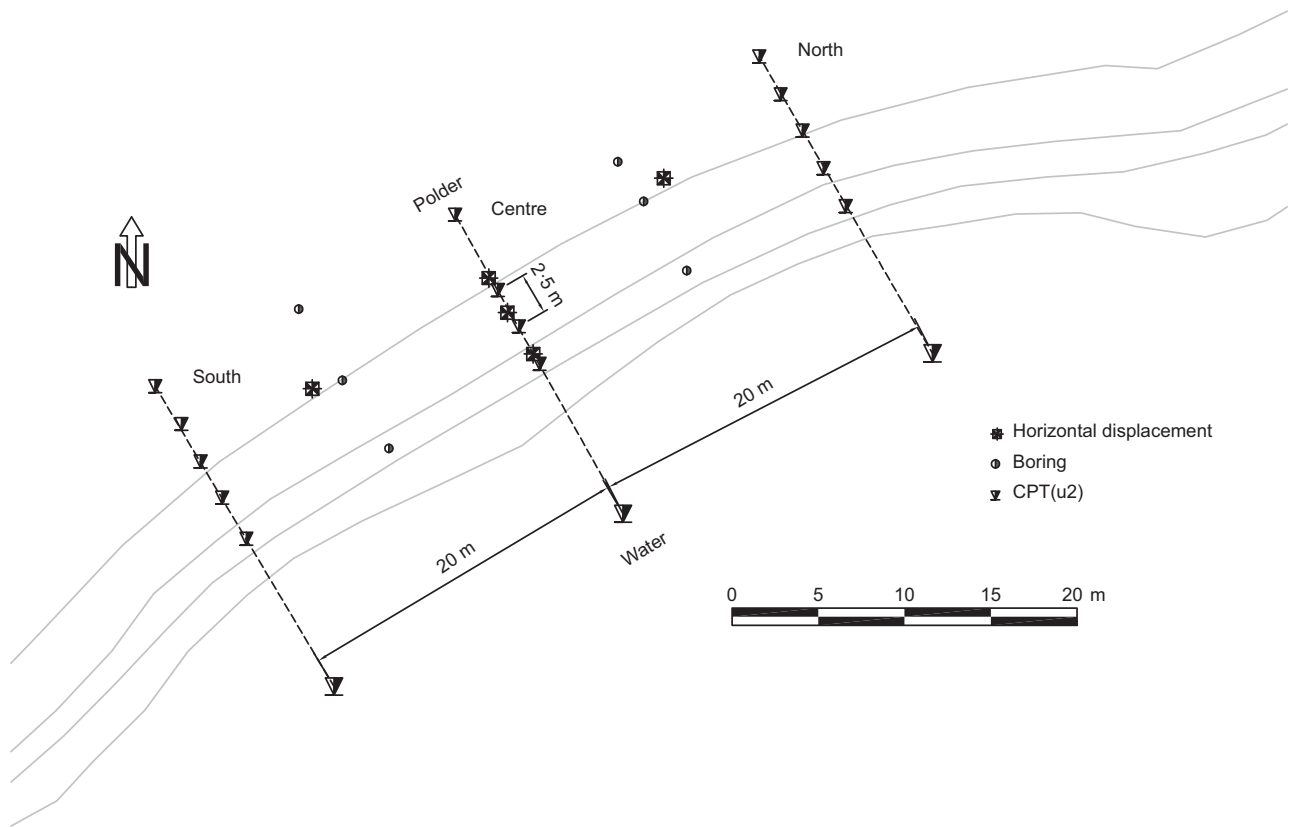 North
Polder
Centre
N
2·5 m
South
20 m
Horizontal displacement
Boring
CPT(u2)
20 m
Water
0 5 10 15 20 m